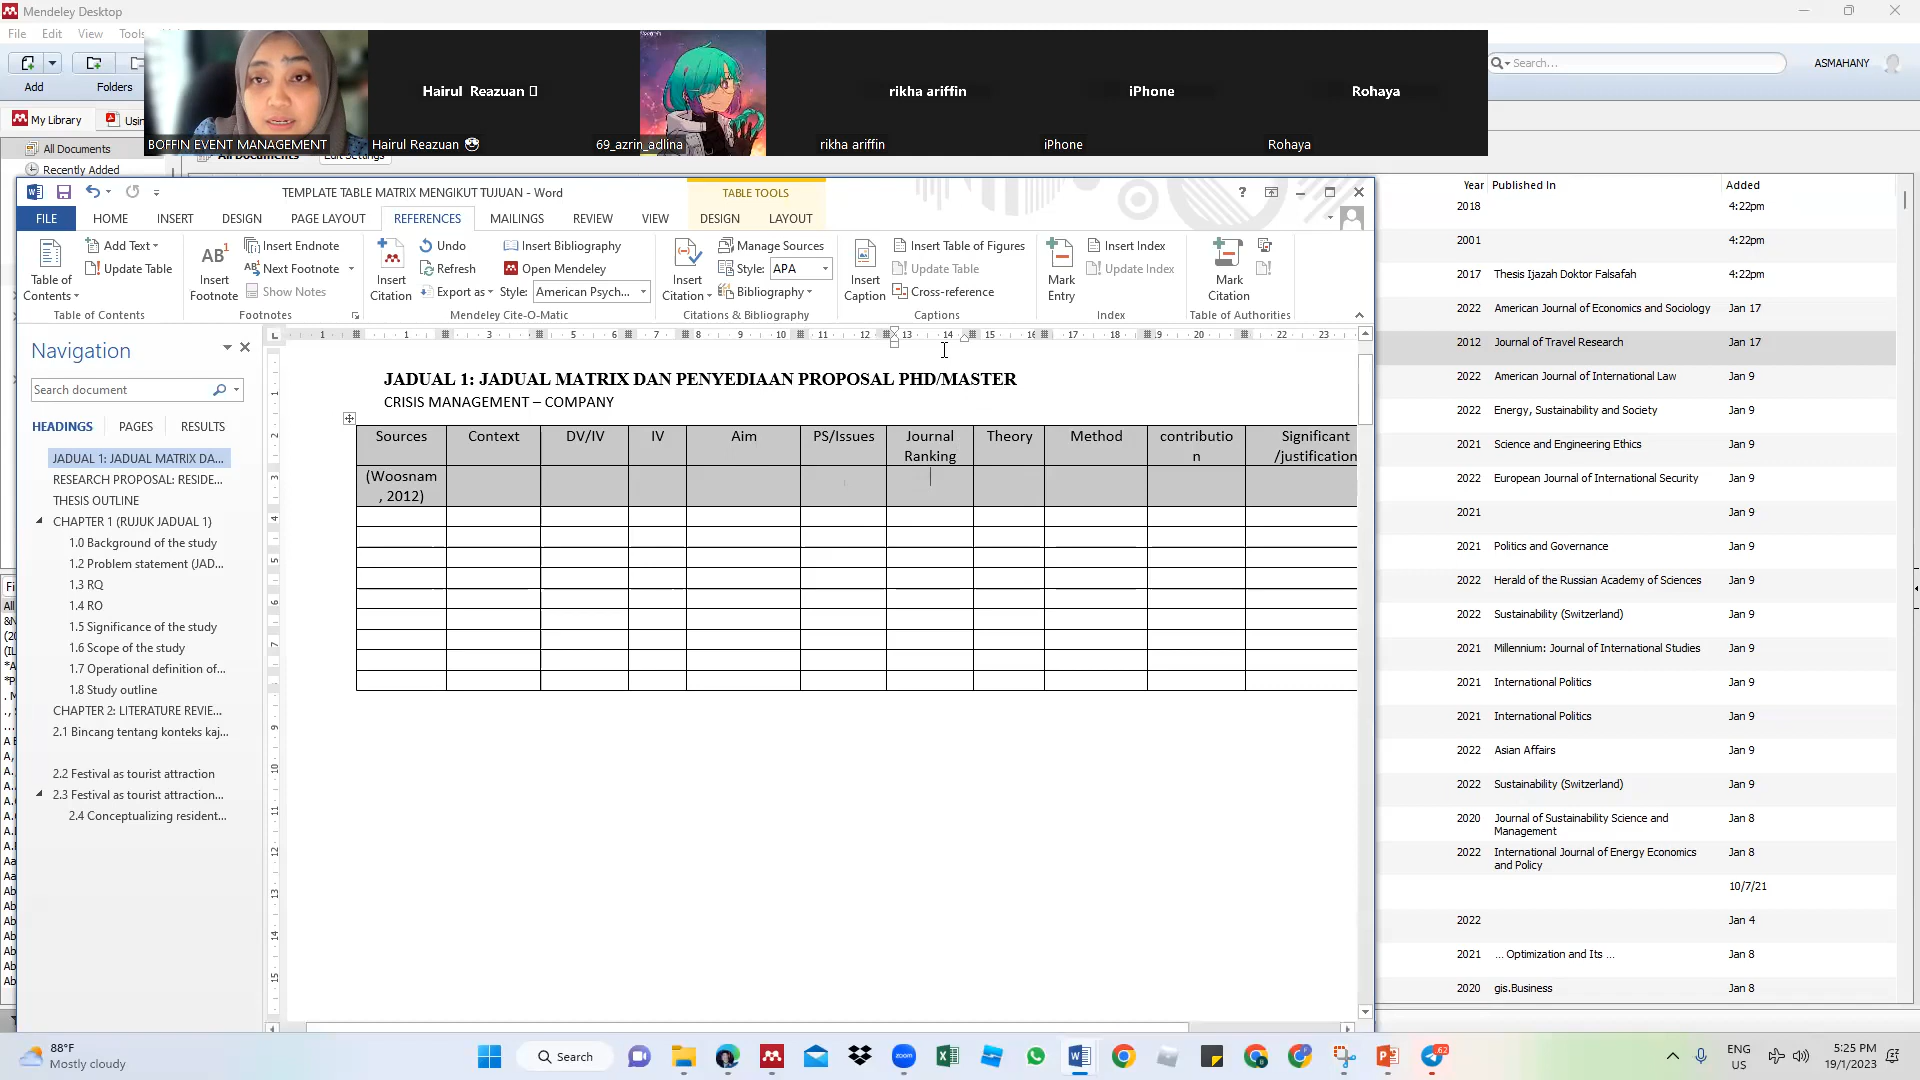 Mendeley Desktop
File Edit View Tools
Search...
ASMAHANY
Add
Folders
My Library
Usin
All Documents
Recently Added
All Documents
Edit Settings
BOFFIN EVENT MANAGEMENT
Hairul Reazuan
Hairul Reazuan
69_azrin_adlina
rikha ariffin
rikha ariffin
iPhone
iPhone
Rohaya
Rohaya
TEMPLATE TABLE MATRIX MENGIKUT TUJUAN - Word
TABLE TOOLS
FILE HOME INSERT DESIGN PAGE LAYOUT REFERENCES MAILINGS REVIEW VIEW DESIGN LAYOUT
Table of
Contents
Add Text
Update Table
Table of Contents
AB¹
Insert
Footnote
Insert Endnote
Next Footnote
Show Notes
Footnotes
Insert
Citation
Undo
Refresh
Export as
Insert Bibliography
Open Mendeley
Style: American Psych...
Mendeley Cite-O-Matic
Insert
Citation
Manage Sources
Style: APA
Bibliography
Citations & Bibliography
Insert
Caption
Insert Table of Figures
Update Table
Cross-reference
Captions
Mark
Entry
Insert Index
Update Index
Index
Mark
Citation
Table of Authorities
Navigation
Search document
HEADINGS PAGES RESULTS
JADUAL 1: JADUAL MATRIX DA...
RESEARCH PROPOSAL: RESIDE...
THESIS OUTLINE
CHAPTER 1 (RUJUK JADUAL 1)
1.0 Background of the study
1.2 Problem statement (JAD...
1.3 RQ
1.4 RO
1.5 Significance of the study
1.6 Scope of the study
1.7 Operational definition of...
1.8 Study outline
CHAPTER 2: LITERATURE REVIE...
2.1 Bincang tentang konteks kaj...
2.2 Festival as tourist attraction
2.3 Festival as tourist attraction...
2.4 Conceptualizing resident...
JADUAL 1: JADUAL MATRIX DAN PENYEDIAAN PROPOSAL PHD/MASTER
CRISIS MANAGEMENT – COMPANY
Sources Context DV/IV IV Aim PS/Issues Journal Theory Method contributio Significant
Ranking n /justification
(Woosnam
, 2012)
Year Published In Added
2018 4:22pm
2001 4:22pm
2017 Thesis Ijazah Doktor Falsafah 4:22pm
2022 American Journal of Economics and Sociology Jan 17
2012 Journal of Travel Research Jan 17
2022 American Journal of International Law Jan 9
2022 Energy, Sustainability and Society Jan 9
2021 Science and Engineering Ethics Jan 9
2022 European Journal of International Security Jan 9
2021 Jan 9
2021 Politics and Governance Jan 9
2022 Herald of the Russian Academy of Sciences Jan 9
2022 Sustainability (Switzerland) Jan 9
2021 Millennium: Journal of International Studies Jan 9
2021 International Politics Jan 9
2021 International Politics Jan 9
2022 Asian Affairs Jan 9
2022 Sustainability (Switzerland) Jan 9
2020 Journal of Sustainability Science and Jan 8
Management
2022 International Journal of Energy Economics Jan 8
and Policy
10/7/21
2022 Jan 4
2021 ... Optimization and Its ... Jan 8
2020 gis.Business Jan 8
88°F
Mostly cloudy
Search
zoom
62
ENG
US
5:25 PM
19/1/2023